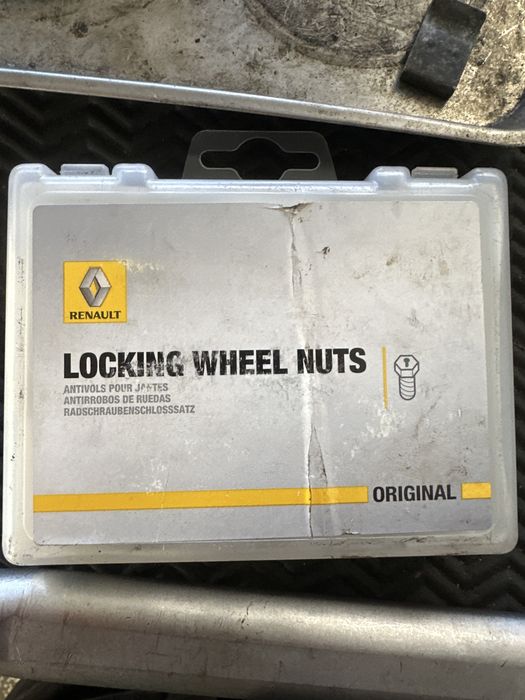 RENAULT
LOCKING WHEEL NUTS
ANTIVOLS POUR JANTES
ANTIRROBOS DE RUEDAS
RADSCHRAUBENSCHLOSSSATZ
ORIGINAL